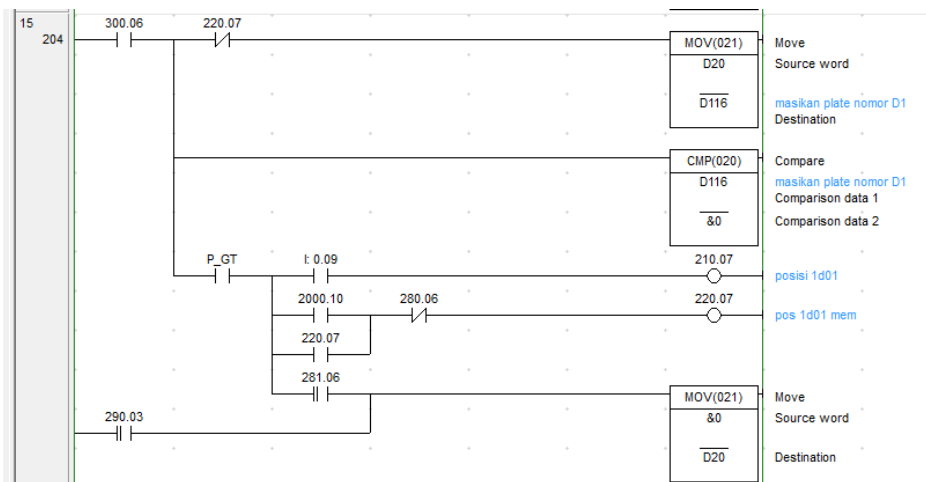 15
300.06 220.07
204
MOV(021) Move
D20 Source word
D116 masikan plate nomor D1
Destination
CMP(020) Compare
D116 masikan plate nomor D1
Comparison data 1
&0 Comparison data 2
P_GT I: 0.09 210.07
posisi 1d01
2000.10 280.06 220.07
pos 1d01 mem
220.07
281.06
MOV(021) Move
290.03 &0 Source word
D20 Destination